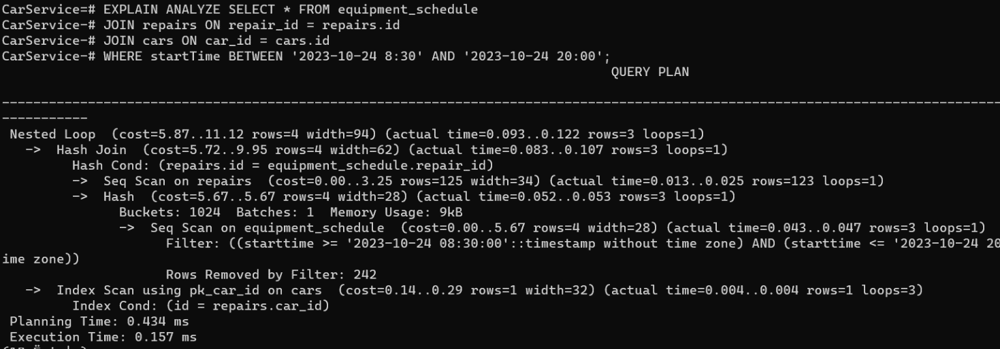 CarService=# EXPLAIN ANALYZE SELECT * FROM equipment_schedule
CarService-# JOIN repairs ON repair_id = repairs.id
CarService-# JOIN cars ON car_id = cars.id
CarService-# WHERE startTime BETWEEN '2023-10-24 8:30' AND '2023-10-24 20:00';
QUERY PLAN
--------------------------------------------------------------------------------------------------------------------------------
-----------
Nested Loop  (cost=5.87..11.12 rows=4 width=94) (actual time=0.093..0.122 rows=3 loops=1)
  ->  Hash Join  (cost=5.72..9.95 rows=4 width=62) (actual time=0.083..0.107 rows=3 loops=1)
        Hash Cond: (repairs.id = equipment_schedule.repair_id)
        ->  Seq Scan on repairs  (cost=0.00..3.25 rows=125 width=34) (actual time=0.013..0.025 rows=123 loops=1)
        ->  Hash  (cost=5.67..5.67 rows=4 width=28) (actual time=0.052..0.053 rows=3 loops=1)
              Buckets: 1024  Batches: 1  Memory Usage: 9kB
              ->  Seq Scan on equipment_schedule  (cost=0.00..5.67 rows=4 width=28) (actual time=0.043..0.047 rows=3 loops=1)
                    Filter: ((starttime >= '2023-10-24 08:30:00'::timestamp without time zone) AND (starttime <= '2023-10-24 20
ime zone))
                    Rows Removed by Filter: 242
  ->  Index Scan using pk_car_id on cars  (cost=0.14..0.29 rows=1 width=32) (actual time=0.004..0.004 rows=1 loops=3)
        Index Cond: (id = repairs.car_id)
Planning Time: 0.434 ms
Execution Time: 0.157 ms